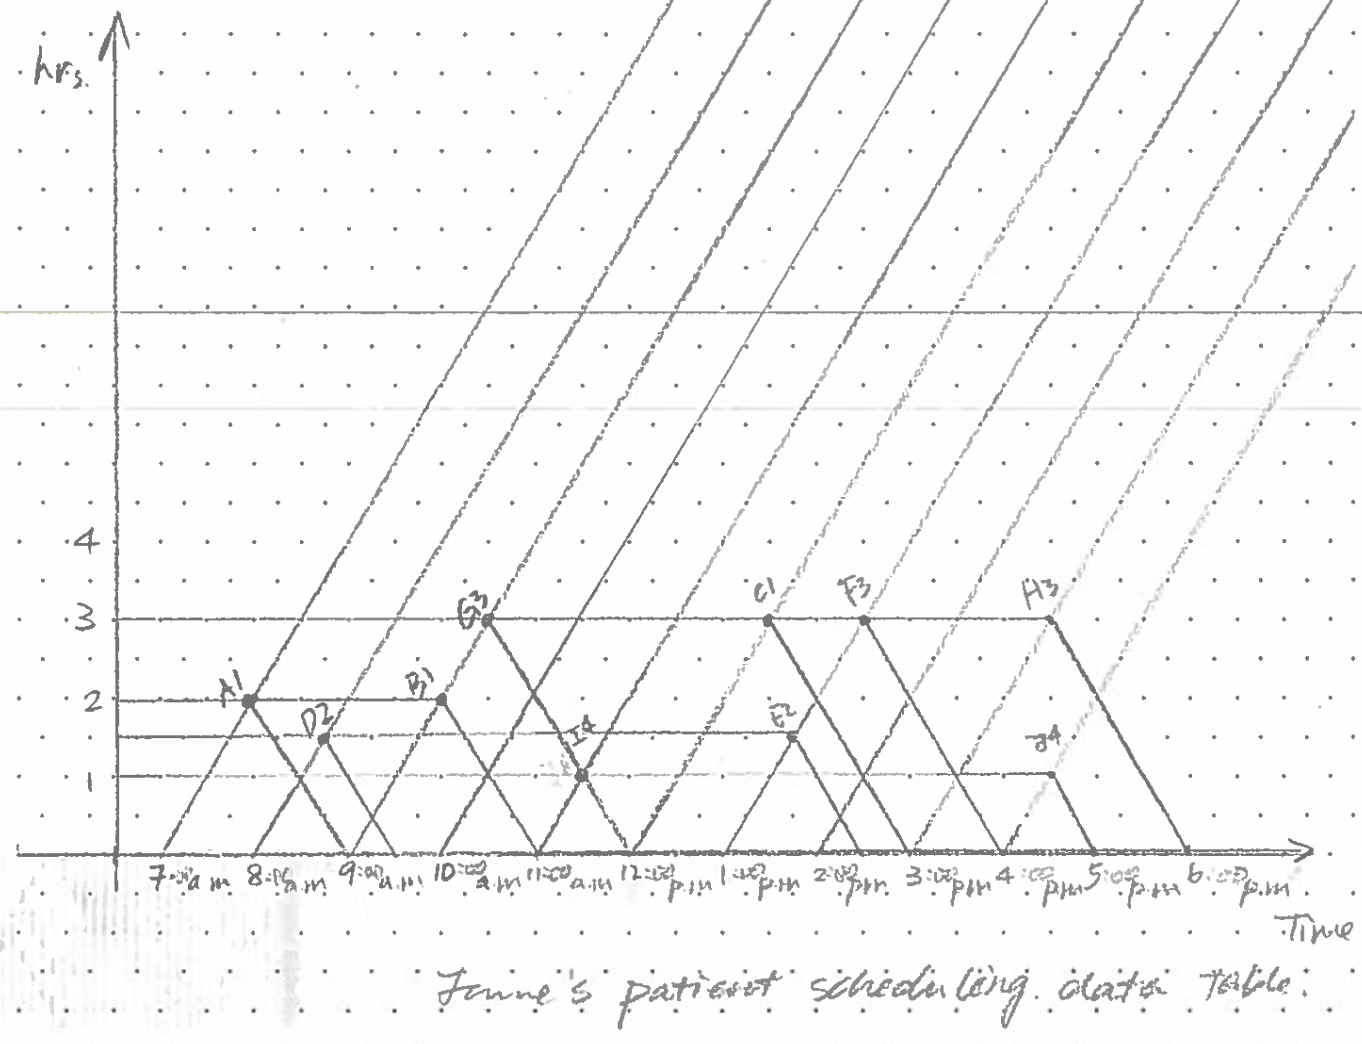 hrs.
4
3
2
1
A1
D2
B1
G3
I4
C1
F3
E2
H3
J4
7:00 a.m 8:00 a.m 9:00 a.m 10:00 a.m 11:00 a.m 12:00 p.m 1:00 p.m 2:00 p.m 3:00 p.m 4:00 p.m 5:00 p.m 6:00 p.m
Time
patient scheduling data table.